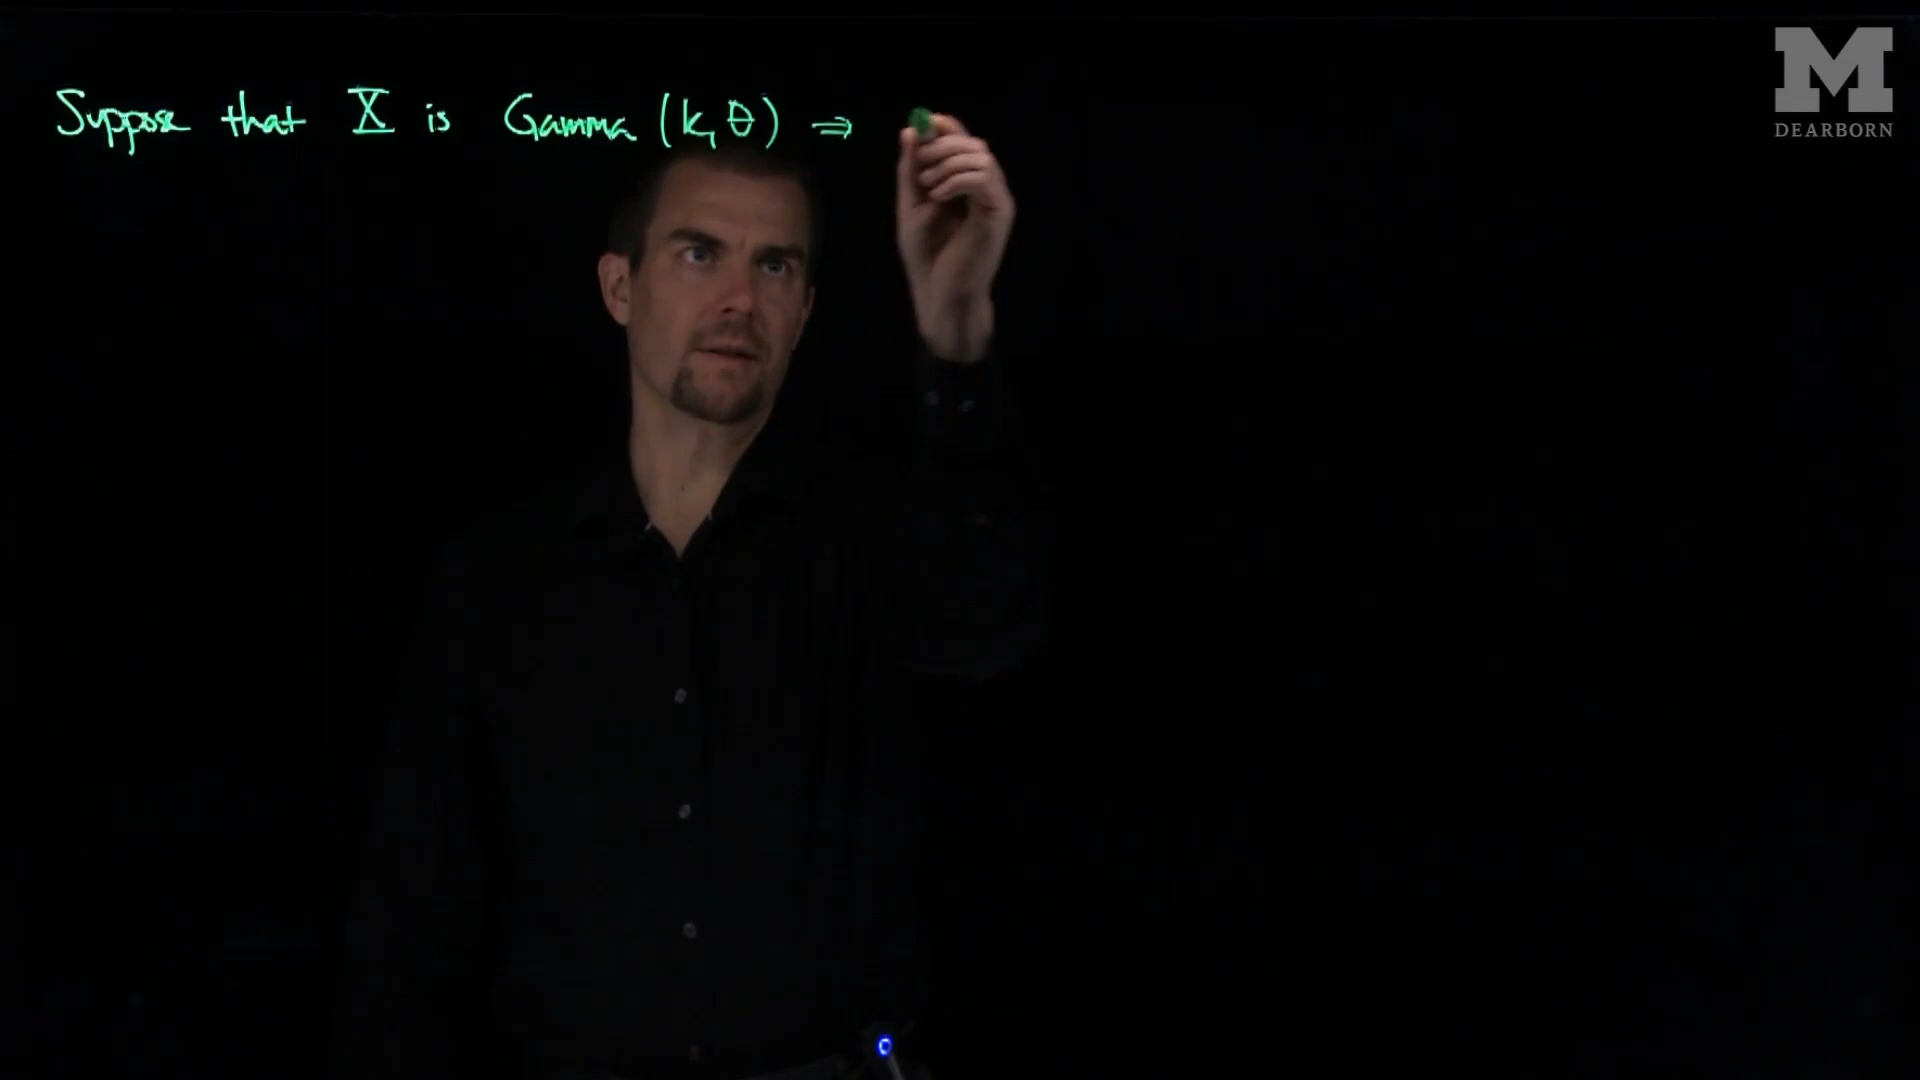 Suppose that X is Gamma (k, θ) ⇒
M
DEARBORN